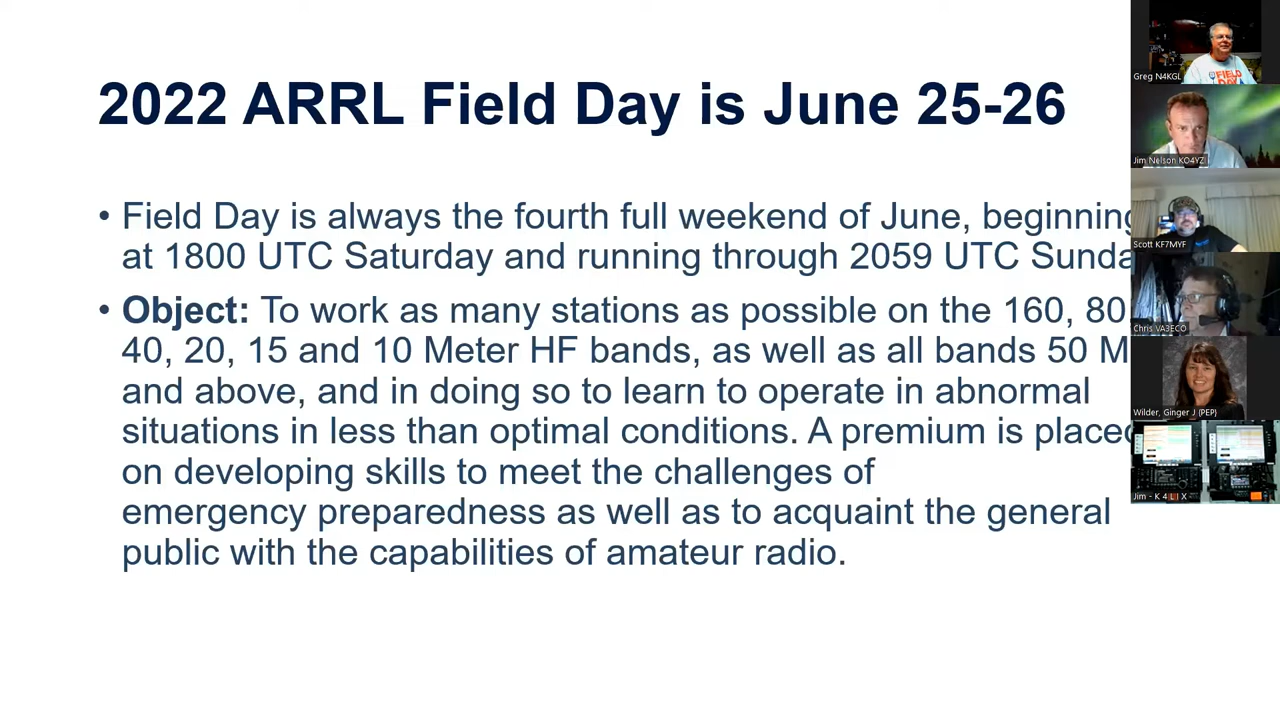 2022 ARRL Field Day is June 25-26
• Field Day is always the fourth full weekend of June, beginning
at 1800 UTC Saturday and running through 2059 UTC Sunda
• Object: To work as many stations as possible on the 160, 80
40, 20, 15 and 10 Meter HF bands, as well as all bands 50 M
and above, and in doing so to learn to operate in abnormal
situations in less than optimal conditions. A premium is placed
on developing skills to meet the challenges of
emergency preparedness as well as to acquaint the general
public with the capabilities of amateur radio.
Greg N4KGL
FIELD
DAY
Jim Nelson KO4YZ
Scott KF7MYF
Chris VA3ECO
Wilder, Ginger J (PEP)
Jim - K 4 L I X